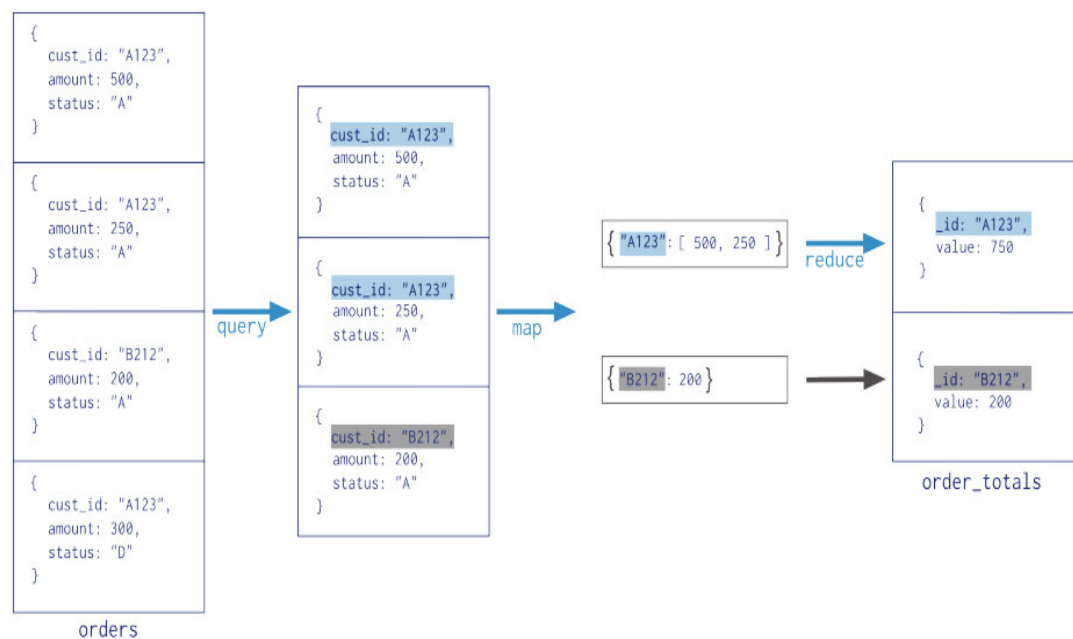 {
cust_id: "A123",
amount: 500,
status: "A"
}
{
cust_id: "A123",
amount: 250,
status: "A"
}
{
cust_id: "B212",
amount: 200,
status: "A"
}
{
cust_id: "A123",
amount: 300,
status: "D"
}
orders
query
{
cust_id: "A123",
amount: 500,
status: "A"
}
{
cust_id: "A123",
amount: 250,
status: "A"
}
{
cust_id: "B212",
amount: 200,
status: "A"
}
map
{ "A123": [ 500, 250 ] }
{ "B212": 200 }
reduce
{
_id: "A123",
value: 750
}
{
_id: "B212",
value: 200
}
order_totals